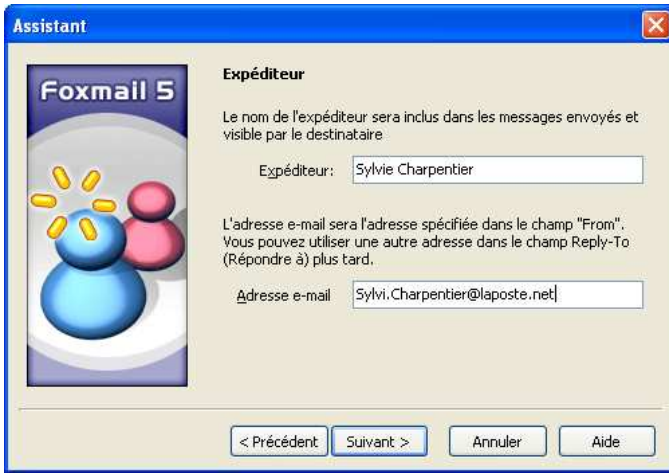 Assistant
Foxmail 5
Expéditeur
Le nom de l'expéditeur sera inclus dans les messages envoyés et
visible par le destinataire
Expéditeur: Sylvie Charpentier
L'adresse e-mail sera l'adresse spécifiée dans le champ "From".
Vous pouvez utiliser une autre adresse dans le champ Reply-To
(Répondre à) plus tard.
Adresse e-mail Sylvi.Charpentier@laposte.net
< Précédent Suivant > Annuler Aide